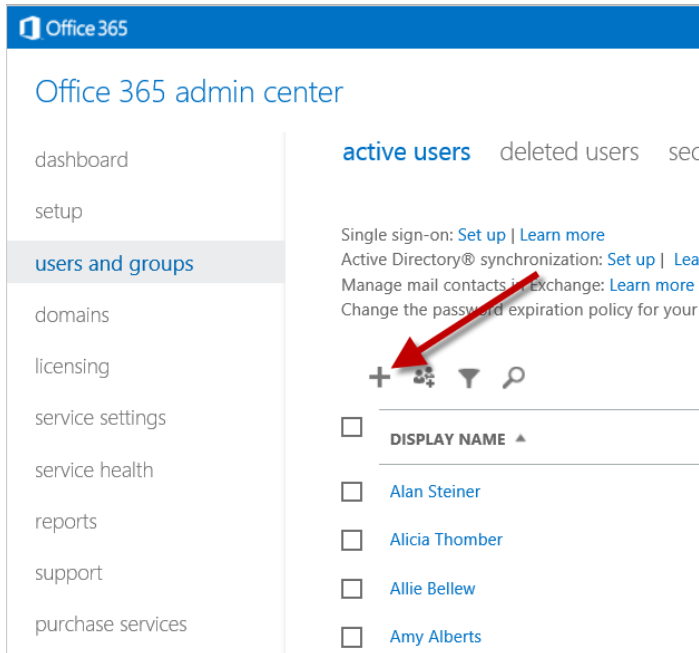 Office 365
Office 365 admin center
dashboard
setup
users and groups
domains
licensing
service settings
service health
reports
support
purchase services
active users deleted users sec
Single sign-on: Set up | Learn more
Active Directory® synchronization: Set up | Lea
Manage mail contacts in Exchange: Learn more
Change the password expiration policy for your
DISPLAY NAME
Alan Steiner
Alicia Thomber
Allie Bellew
Amy Alberts